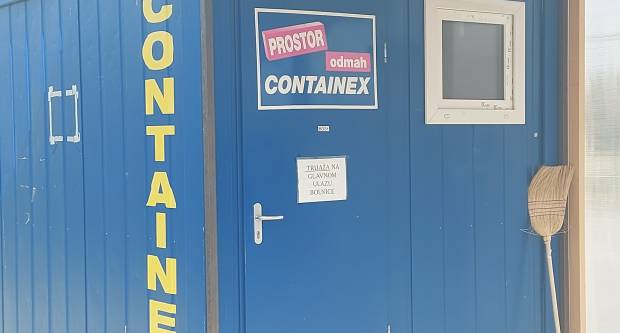 CONTAINE
PROSTOR
odmah
CONTAINEX
TRIJAŽA NA
GLAVNOM
ULAZU
BOLNICE